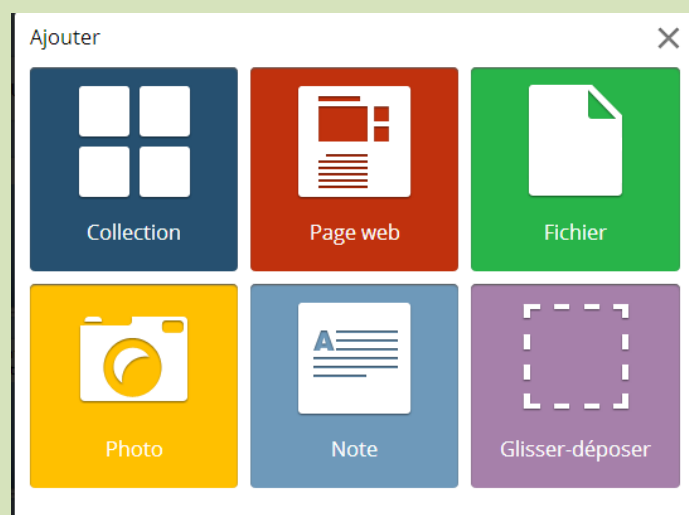 Ajouter
Collection
Page web
Fichier
A
Photo
Note
Glisser-déposer